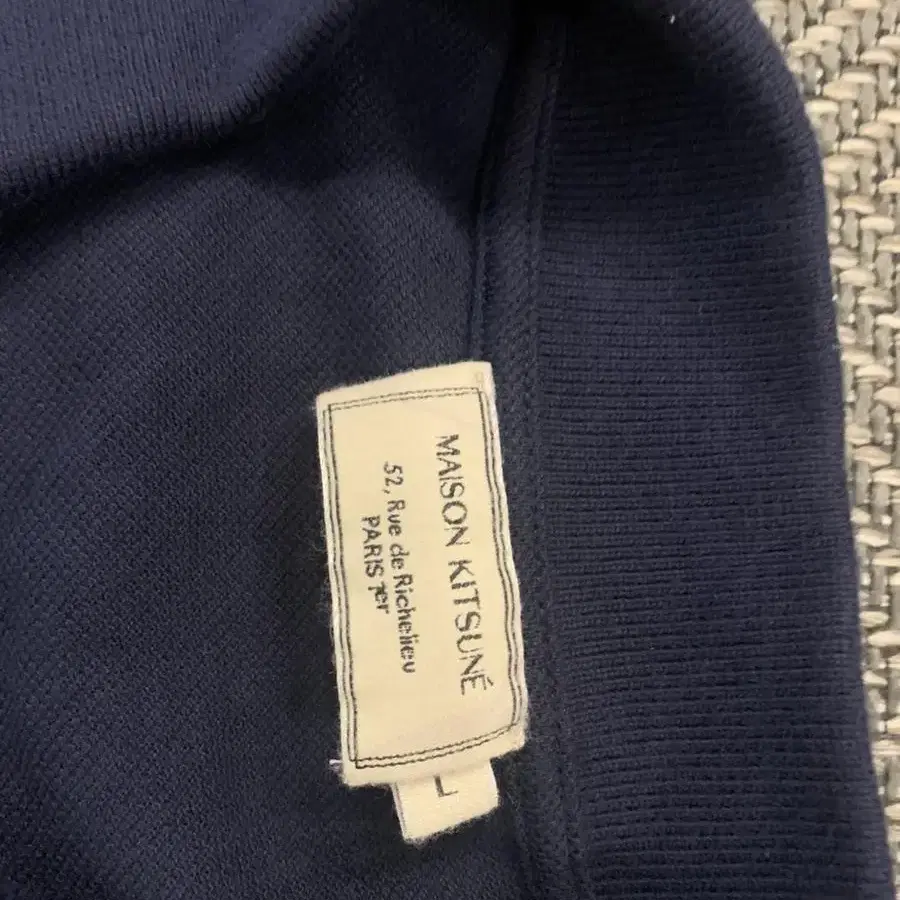 MAISON KITSUNÉ
52, Rue de Richelieu
PARIS 1er
L